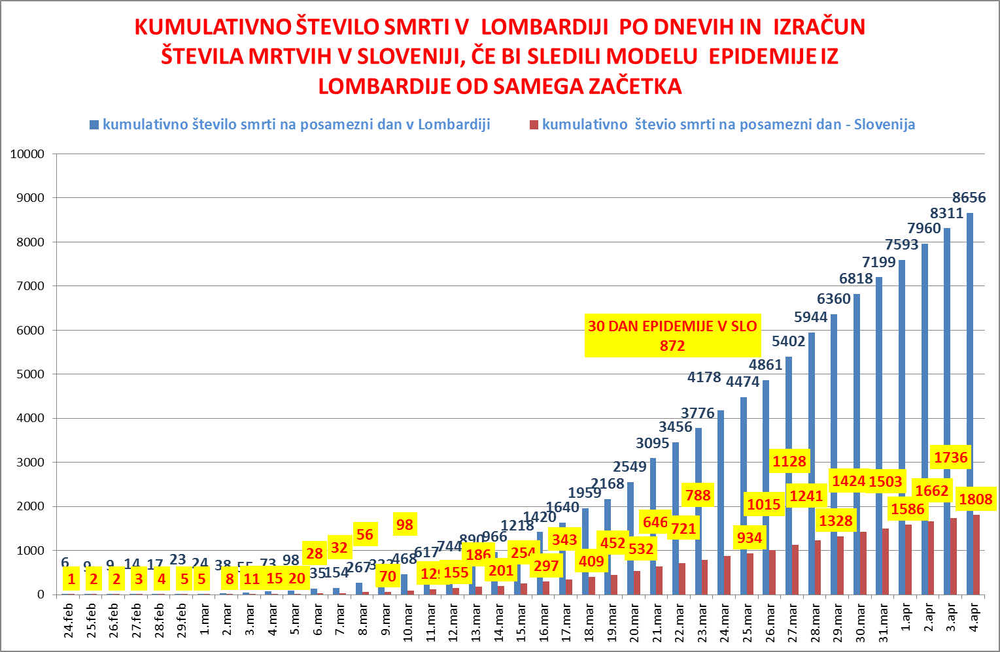 KUMULATIVNO ŠTEVILO SMRTI V LOMBARDIJI PO DNEVIH IN IZRAČUN
ŠTEVILA MRTVIH V SLOVENIJI, ČE BI SLEDILI MODELU EPIDEMIJE IZ
LOMBARDIJE OD SAMEGA ZAČETKA
kumulativno število smrti na posamezni dan v Lombardiji
kumulativno števio smrti na posamezni dan - Slovenija
10000
9000
8000
7000
6000
5000
4000
3000
2000
1000
0
6
9
9
14
17
23
24
38
55
73
98
154
267
468
617
744
890
966
1218
1420
1640
1959
2168
2549
3095
3456
3776
4178
4474
4861
5402
5944
6360
6818
7199
7593
7960
8311
8656
30 DAN EPIDEMIJE V SLO
872
1
2
2
3
4
5
5
8
11
15
20
28
32
56
70
98
129
155
186
201
254
297
343
409
452
532
646
721
788
934
1015
1128
1241
1328
1424
1503
1586
1662
1736
1808
24.feb
25.feb
26.feb
27.feb
28.feb
29.feb
1.mar
2.mar
3.mar
4.mar
5.mar
6.mar
7.mar
8.mar
9.mar
10.mar
11.mar
12.mar
13.mar
14.mar
15.mar
16.mar
17.mar
18.mar
19.mar
20.mar
21.mar
22.mar
23.mar
24.mar
25.mar
26.mar
27.mar
28.mar
29.mar
30.mar
31.mar
1.apr
2.apr
3.apr
4.apr